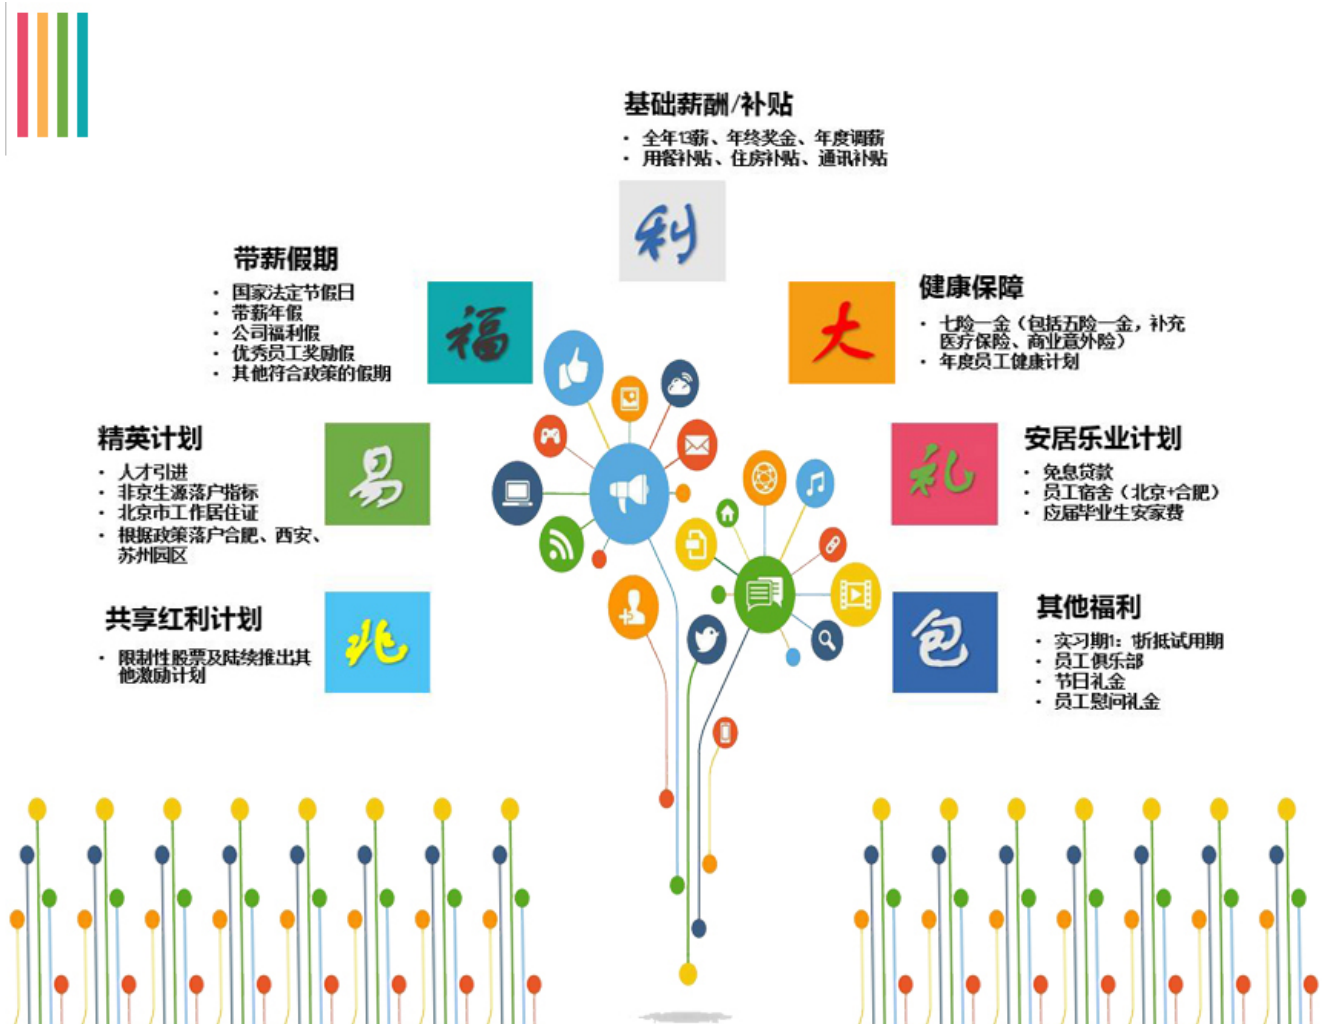 基础薪酬/补贴
• 全年13薪、年终奖金、年度调薪
• 用餐补贴、住房补贴、通讯补贴
利
带薪假期
• 国家法定节假日
• 带薪年假
• 公司福利假
• 优秀员工奖励假
• 其他符合政策的假期
福
大
健康保障
• 七险一金（包括五险一金，补充
医疗保险、商业意外险）
• 年度员工健康计划
精英计划
• 人才引进
• 非京生源落户指标
• 北京市工作居住证
• 根据政策落户合肥、西安、
苏州园区
易
礼
安居乐业计划
• 免息贷款
• 员工宿舍（北京+合肥）
• 应届毕业生安家费
共享红利计划
• 限制性股票及陆续推出其
他激励计划
兆
包
其他福利
• 实习期1：1折抵试用期
• 员工俱乐部
• 节日礼金
• 员工慰问礼金